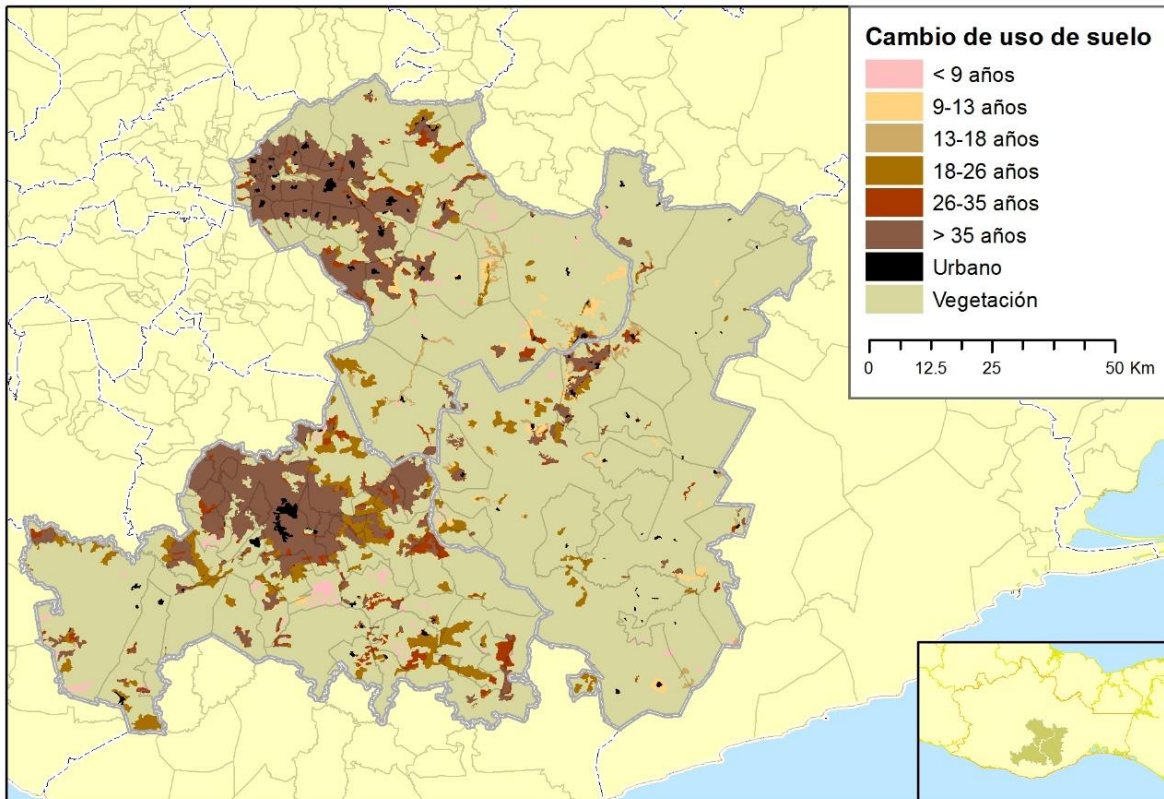 Cambio de uso de suelo
< 9 años
9-13 años
13-18 años
18-26 años
26-35 años
> 35 años
Urbano
Vegetación
0 12.5 25 50 Km